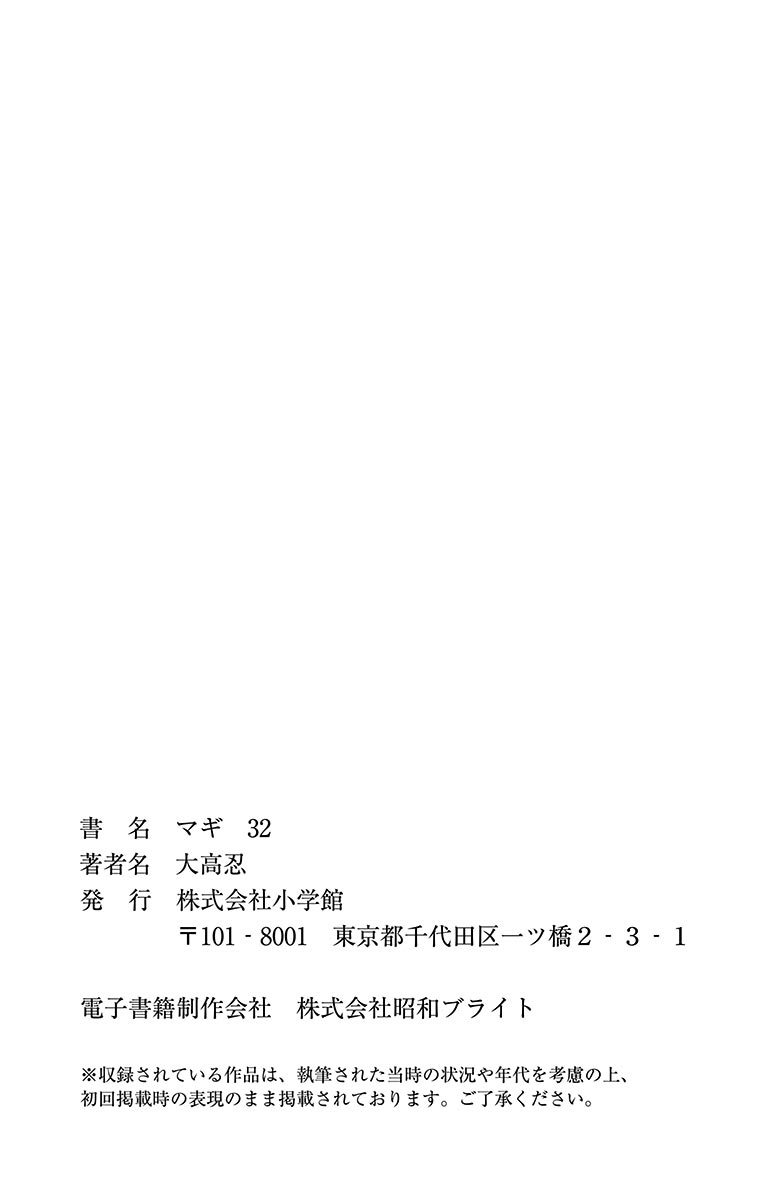 書　名　マギ　32
著者名　大高忍
発　行　株式会社小学館
〒101 - 8001　東京都千代田区一ツ橋２ - ３ - １
電子書籍制作会社　株式会社昭和ブライト
※収録されている作品は、執筆された当時の状況や年代を考慮の上、
初回掲載時の表現のまま掲載されております。ご了承ください。